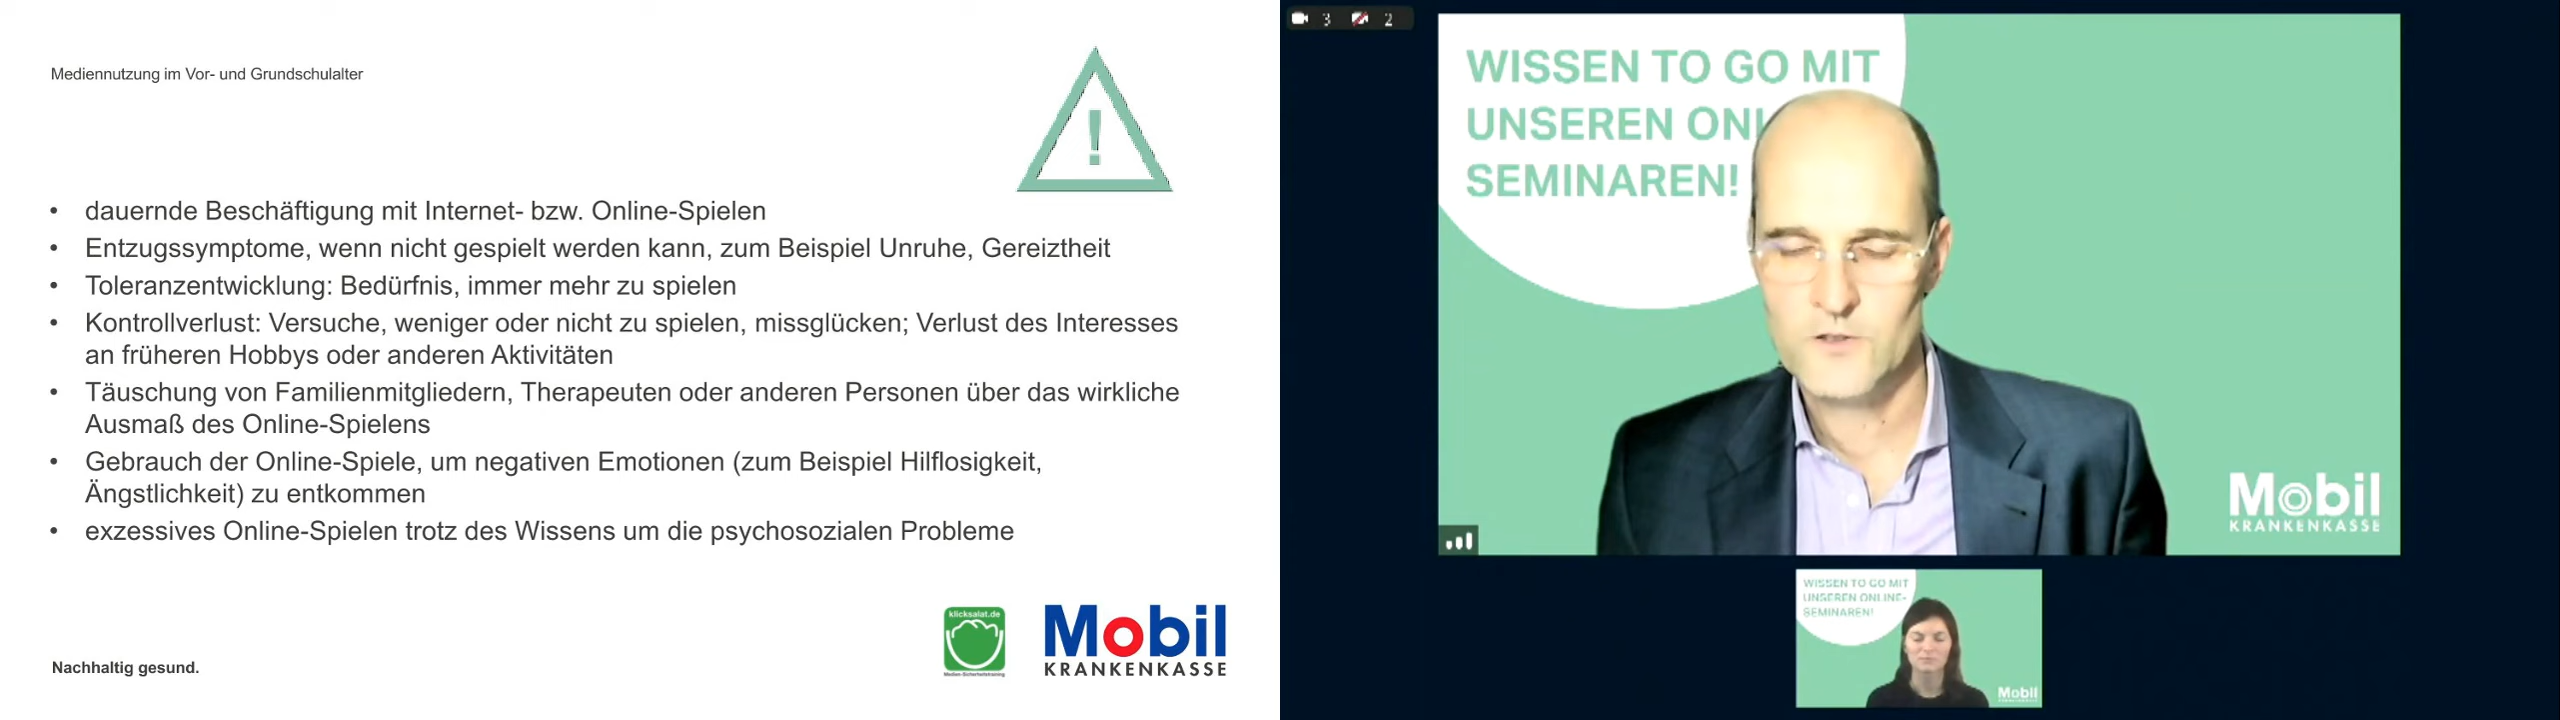 Mediennutzung im Vor- und Grundschulalter
!
• dauernde Beschäftigung mit Internet- bzw. Online-Spielen
• Entzugssymptome, wenn nicht gespielt werden kann, zum Beispiel Unruhe, Gereiztheit
• Toleranzentwicklung: Bedürfnis, immer mehr zu spielen
• Kontrollverlust: Versuche, weniger oder nicht zu spielen, missglücken; Verlust des Interesses
an früheren Hobbys oder anderen Aktivitäten
• Täuschung von Familienmitgliedern, Therapeuten oder anderen Personen über das wirkliche
Ausmaß des Online-Spielens
• Gebrauch der Online-Spiele, um negativen Emotionen (zum Beispiel Hilflosigkeit,
Ängstlichkeit) zu entkommen
• exzessives Online-Spielen trotz des Wissens um die psychosozialen Probleme
klicksalat.de
Medien-Sicherheitstraining
Mobil
KRANKENKASSE
Nachhaltig gesund.
3 2
WISSEN TO GO MIT
UNSEREN ONL
SEMINAREN!
Mobil
KRANKENKASSE
WISSEN TO GO MIT
UNSEREN ONLINE-
SEMINAREN!
Mobil